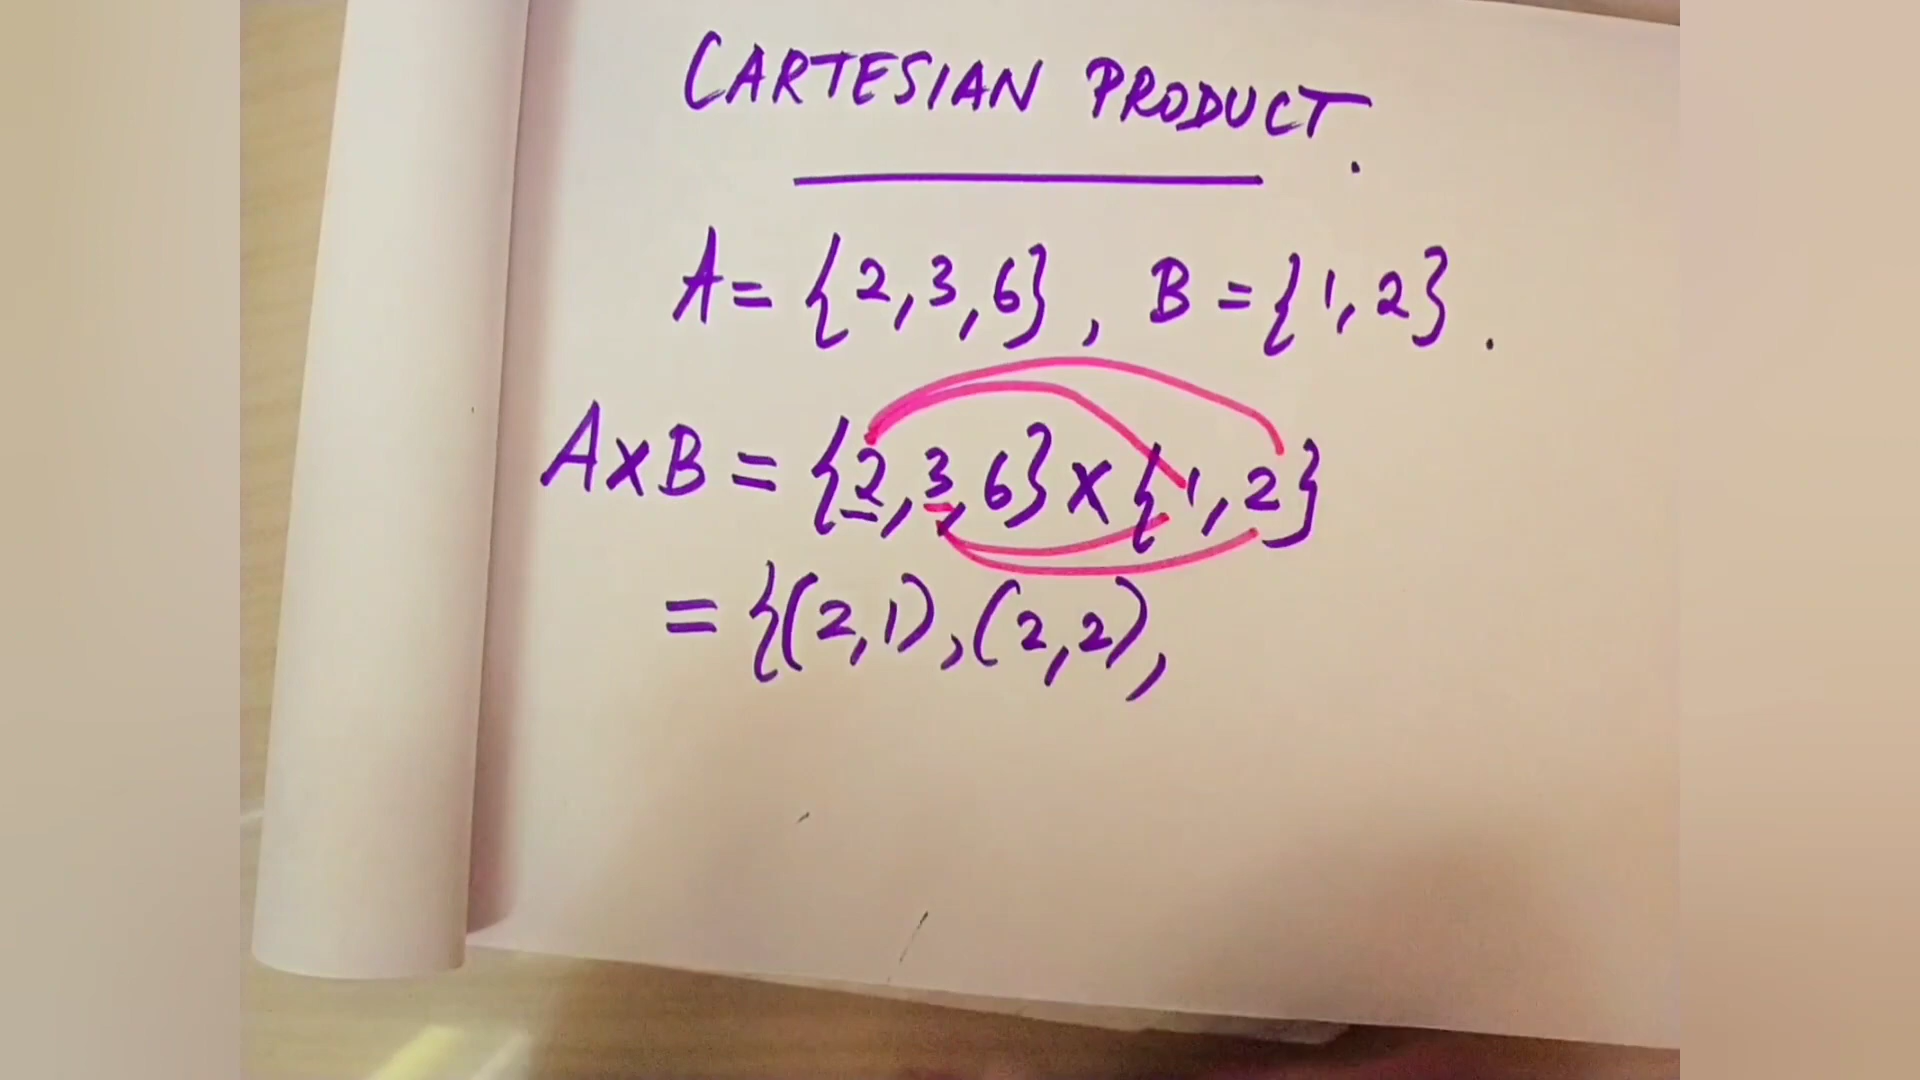 CARTESIAN PRODUCT.
A = {2, 3, 6}, B = {1, 2}.
A×B = {2, 3, 6} × {1, 2}
= {(2, 1), (2, 2),